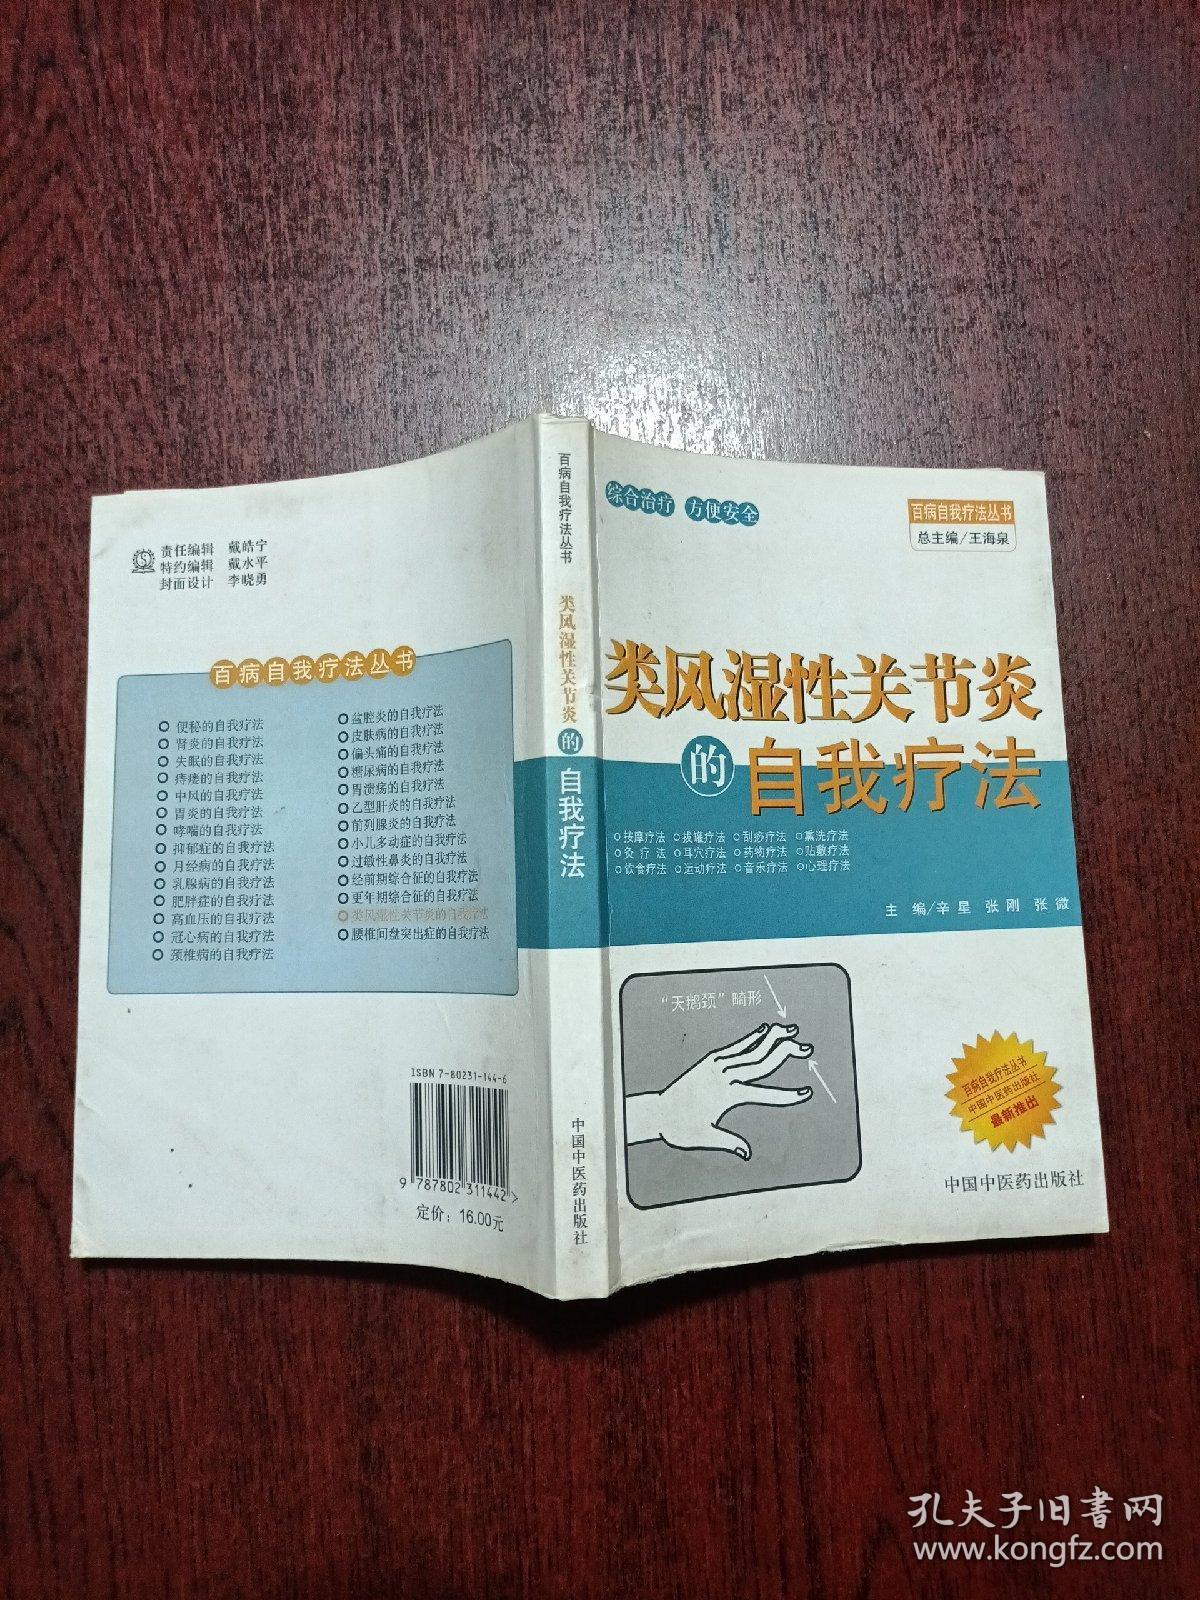 责任编辑 戴皓宁
特约编辑 戴水平
封面设计 李晓勇
百病自我疗法丛书
便秘的自我疗法
肾炎的自我疗法
失眠的自我疗法
痔瘘的自我疗法
中风的自我疗法
胃炎的自我疗法
哮喘的自我疗法
抑郁症的自我疗法
月经病的自我疗法
乳腺病的自我疗法
肥胖症的自我疗法
高血压的自我疗法
冠心病的自我疗法
颈椎病的自我疗法
盆腔炎的自我疗法
皮肤病的自我疗法
偏头痛的自我疗法
糖尿病的自我疗法
胃溃疡的自我疗法
乙型肝炎的自我疗法
前列腺炎的自我疗法
小儿多动症的自我疗法
过敏性鼻炎的自我疗法
经前期综合征的自我疗法
更年期综合征的自我疗法
类风湿性关节炎的自我疗法
腰椎间盘突出症的自我疗法
ISBN 7-80231-144-6
9 787802 311442 >
定价：16.00元
百病自我疗法丛书
类风湿性关节炎的自我疗法
中国中医药出版社
综合治疗 方便安全
百病自我疗法丛书
总主编/王海泉
类风湿性关节炎
的自我疗法
按摩疗法 拔罐疗法 刮痧疗法 熏洗疗法
灸疗法 耳穴疗法 药物疗法 贴敷疗法
饮食疗法 运动疗法 音乐疗法 心理疗法
主 编/辛星 张刚 张微
“天鹅颈”畸形
百病自我疗法丛书
中国中医药出版社
最新推出
中国中医药出版社
孔夫子旧书网
www.kongfz.com